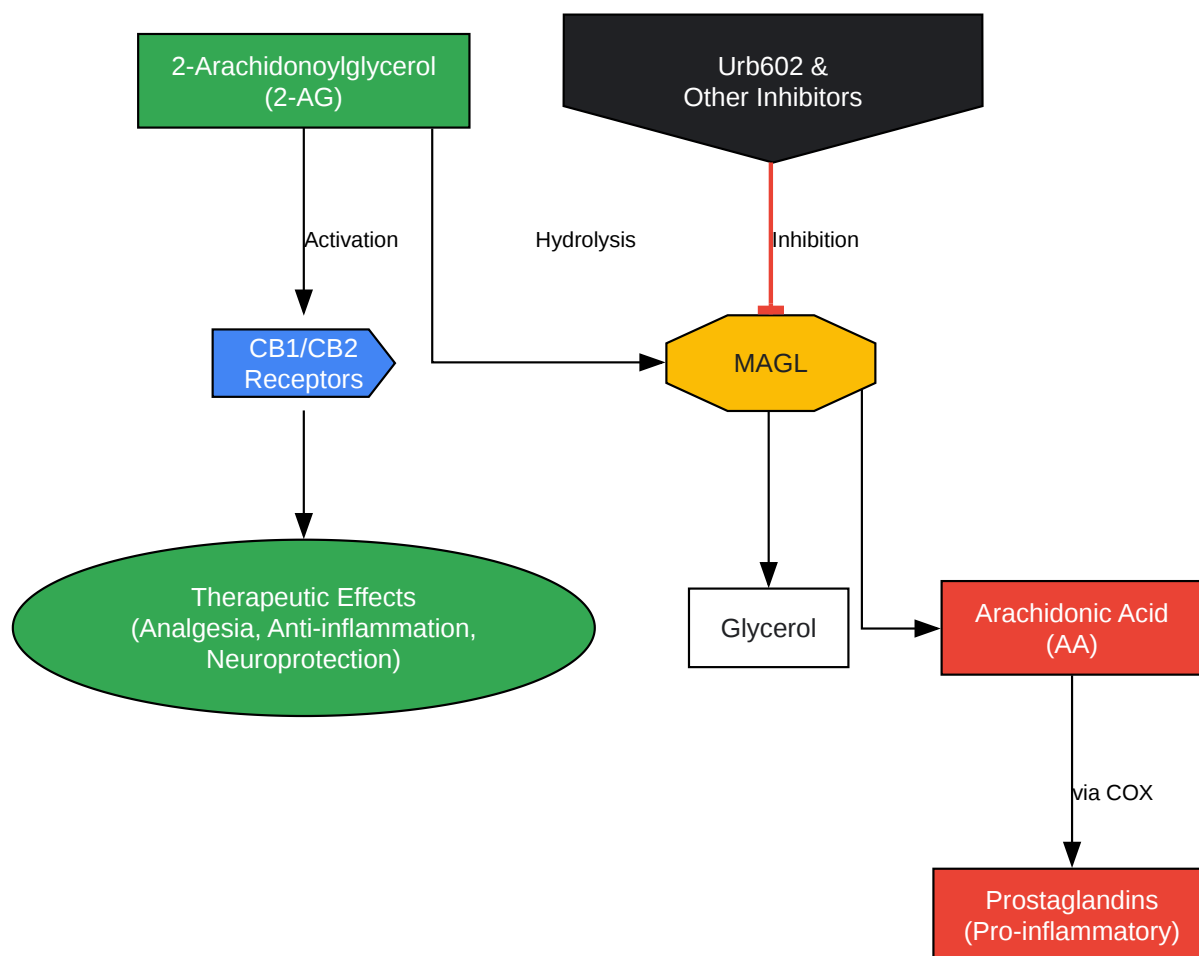 2-Arachidonoylglycerol
(2-AG)
Urb602 &
Other Inhibitors
Activation
Hydrolysis
Inhibition
CB1/CB2
Receptors
MAGL
Therapeutic Effects
(Analgesia, Anti-inflammation,
Neuroprotection)
Glycerol
Arachidonic Acid
(AA)
via COX
Prostaglandins
(Pro-inflammatory)